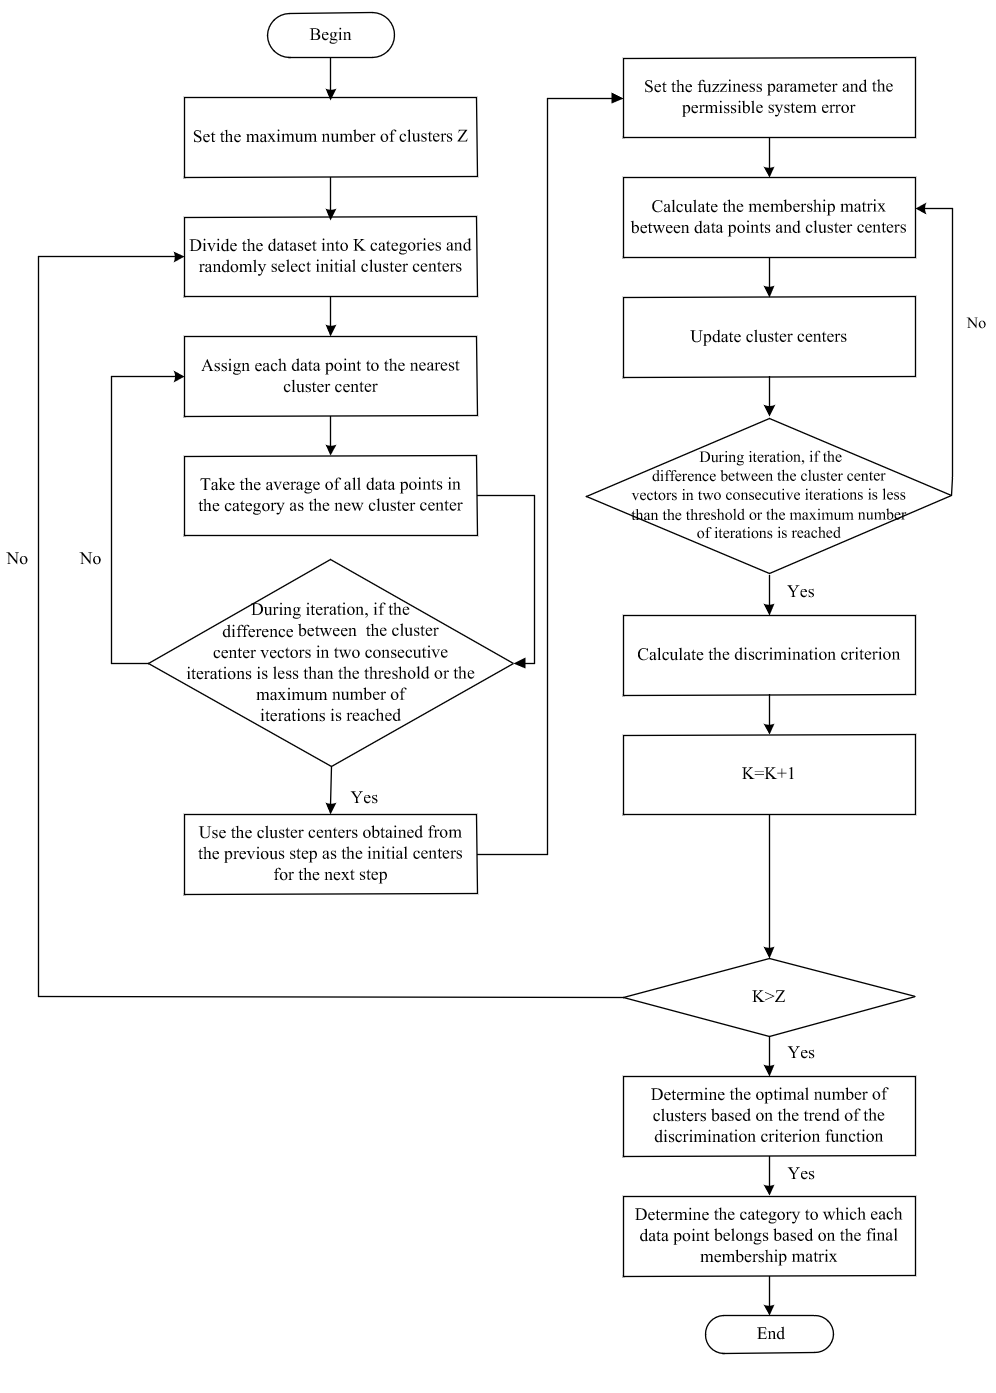 Begin
Set the maximum number of clusters Z
Divide the dataset into K categories and
randomly select initial cluster centers
Assign each data point to the nearest
cluster center
Take the average of all data points in
the category as the new cluster center
No
No
During iteration, if the
difference between the cluster
center vectors in two consecutive
iterations is less than the threshold or the
maximum number of
iterations is reached
Yes
Use the cluster centers obtained from
the previous step as the initial centers
for the next step
Set the fuzziness parameter and the
permissible system error
Calculate the membership matrix
between data points and cluster centers
No
Update cluster centers
During iteration, if the
difference between the cluster center
vectors in two consecutive iterations is less
than the threshold or the maximum number
of iterations is reached
Yes
Calculate the discrimination criterion
K=K+1
K>Z
Yes
Determine the optimal number of
clusters based on the trend of the
discrimination criterion function
Yes
Determine the category to which each
data point belongs based on the final
membership matrix
End